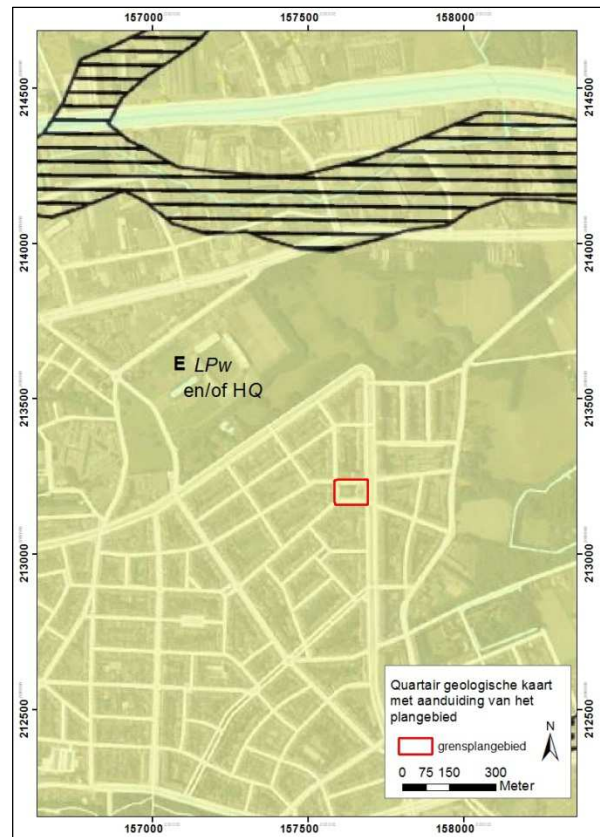 157000 157500 158000
214500 214500
214000 214000
213500 213500
213000 213000
212500 212500
E LPw
en/of HQ
Quartair geologische kaart
met aanduiding van het
plangebied
grensplangebied
N
0 75 150 300
Meter
157000 157500 158000